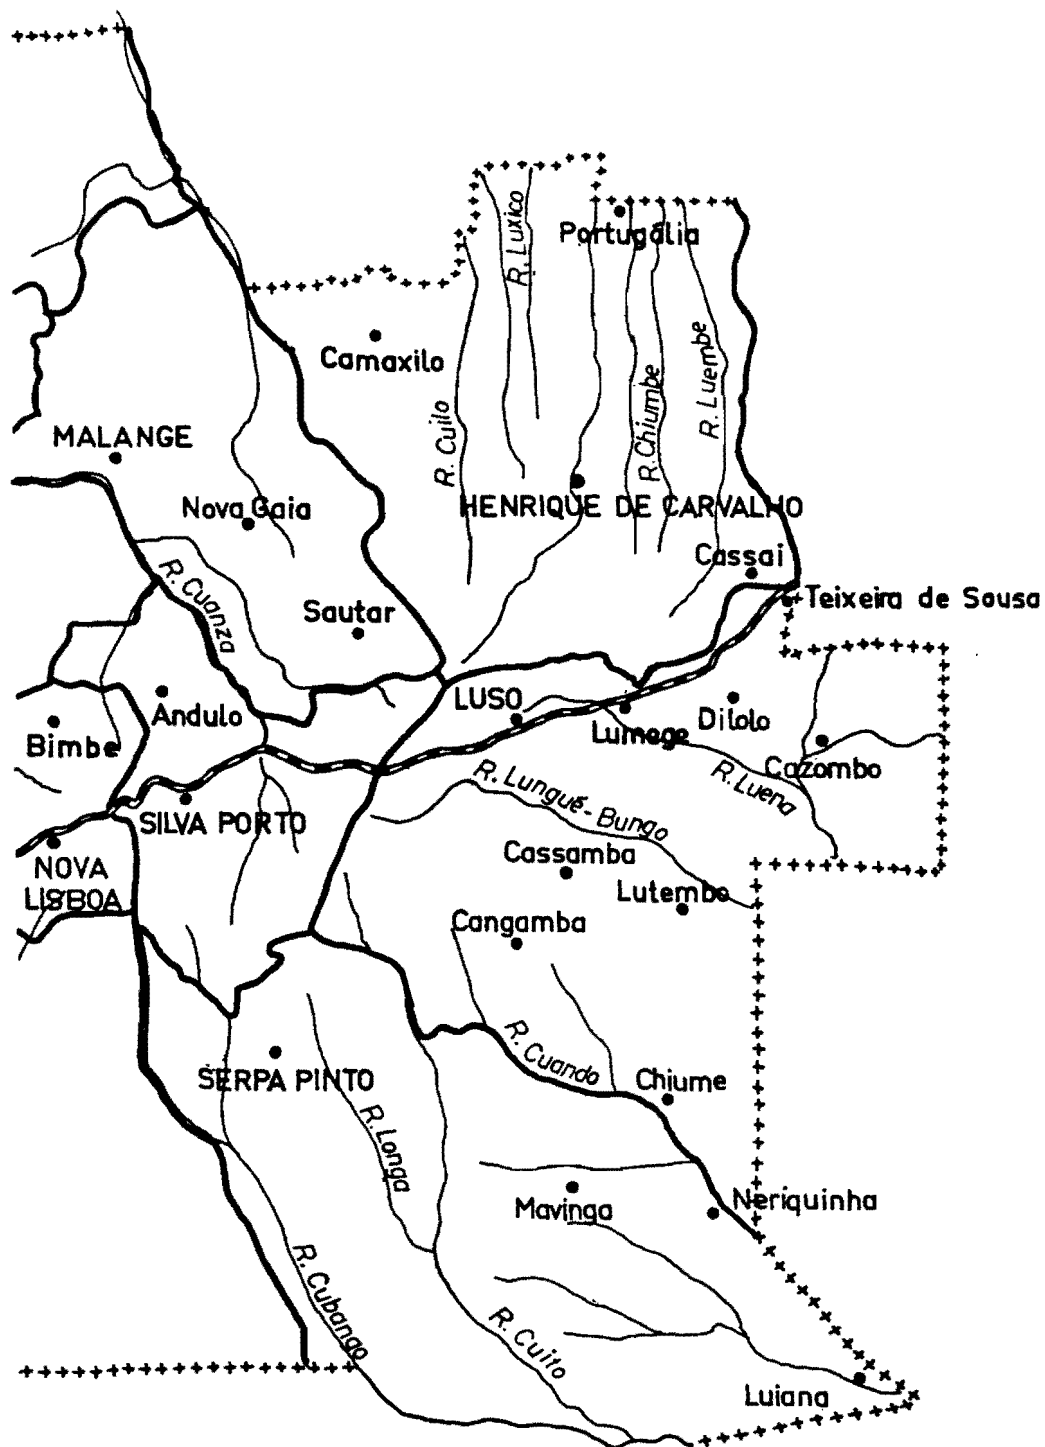 R. Luxico
Portugália
Camaxilo
R. Cuilo
R. Chiumbe
R. Luembe
MALANGE
Nova Gaia
HENRIQUE DE CARVALHO
Cassai
R. Cuanza
Sautar
Teixeira de Sousa
LUSO
Andulo
Bimbe
Lumege
Dilolo
Cazombo
R. Luena
R. Lungué-Bungo
SILVA PORTO
NOVA
LISBOA
Cassamba
Lutembo
Cangamba
R. Cuando
Chiume
SERPA PINTO
R. Longa
Mavinga
Neriquinha
R. Cubango
R. Cuito
Luiana